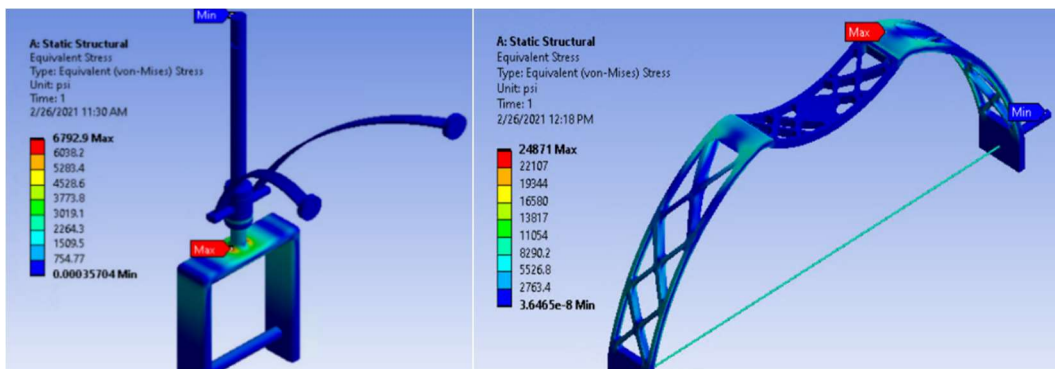 Min
A: Static Structural
Equivalent Stress
Type: Equivalent (von-Mises) Stress
Unit: psi
Time: 1
2/26/2021 11:30 AM
6792.9 Max
6038.2
5283.4
4528.6
3773.8
3019.1
2264.3
1509.5
754.77
0.00035704 Min
Max
A: Static Structural
Equivalent Stress
Type: Equivalent (von-Mises) Stress
Unit: psi
Time: 1
2/26/2021 12:18 PM
24871 Max
22107
19344
16580
13817
11054
8290.2
5526.8
2763.4
3.6465e-8 Min
Max
Min